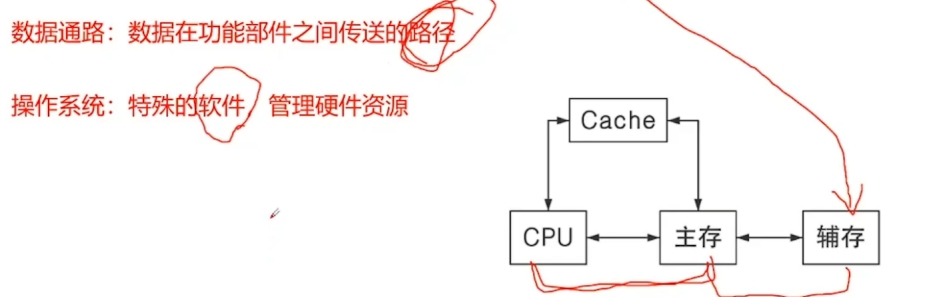 数据通路：数据在功能部件之间传送的路径
操作系统：特殊的软件，管理硬件资源
Cache
CPU
主存
辅存